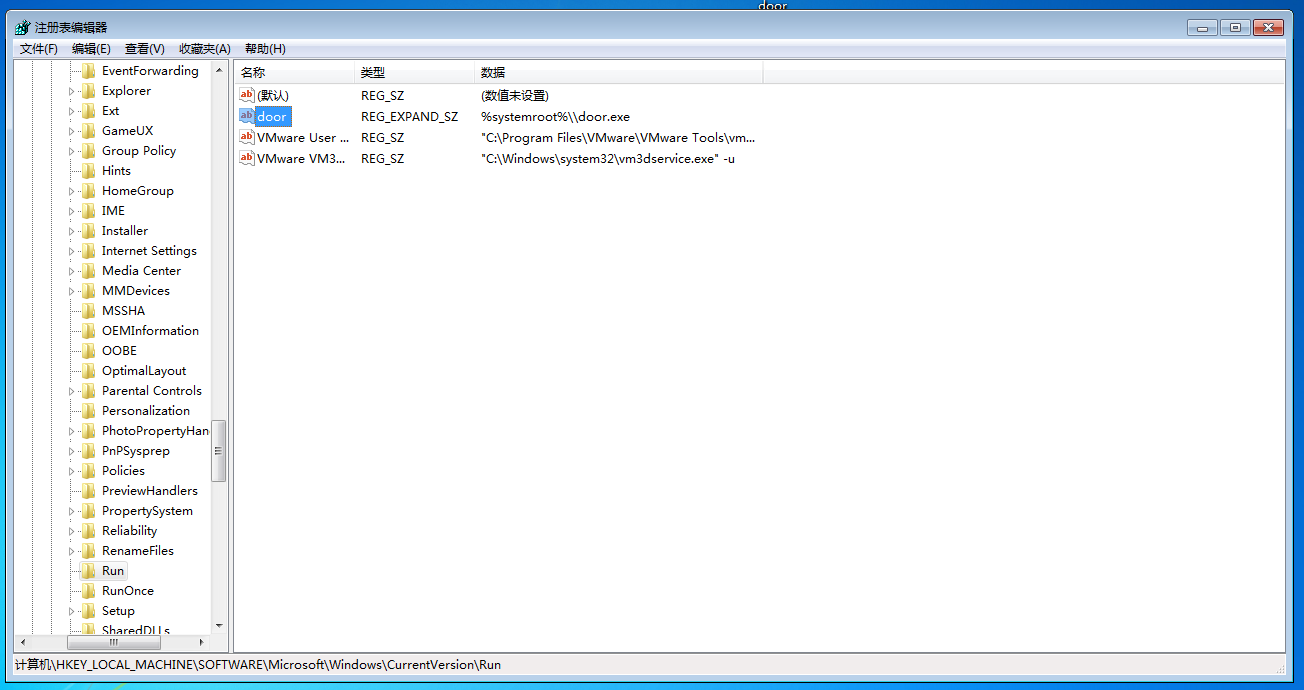 door
注册表编辑器
文件(F) 编辑(E) 查看(V) 收藏夹(A) 帮助(H)
EventForwarding
Explorer
Ext
GameUX
Group Policy
Hints
HomeGroup
IME
Installer
Internet Settings
Media Center
MMDevices
MSSHA
OEMInformation
OOBE
OptimalLayout
Parental Controls
Personalization
PhotoPropertyHan
PnPSysprep
Policies
PreviewHandlers
PropertySystem
Reliability
RenameFiles
Run
RunOnce
Setup
SharedDLLs
名称 类型 数据
ab (默认) REG_SZ (数值未设置)
ab door REG_EXPAND_SZ %systemroot%\\door.exe
ab VMware User ... REG_SZ "C:\Program Files\VMware\VMware Tools\vm...
ab VMware VM3... REG_SZ "C:\Windows\system32\vm3dservice.exe" -u
计算机\HKEY_LOCAL_MACHINE\SOFTWARE\Microsoft\Windows\CurrentVersion\Run